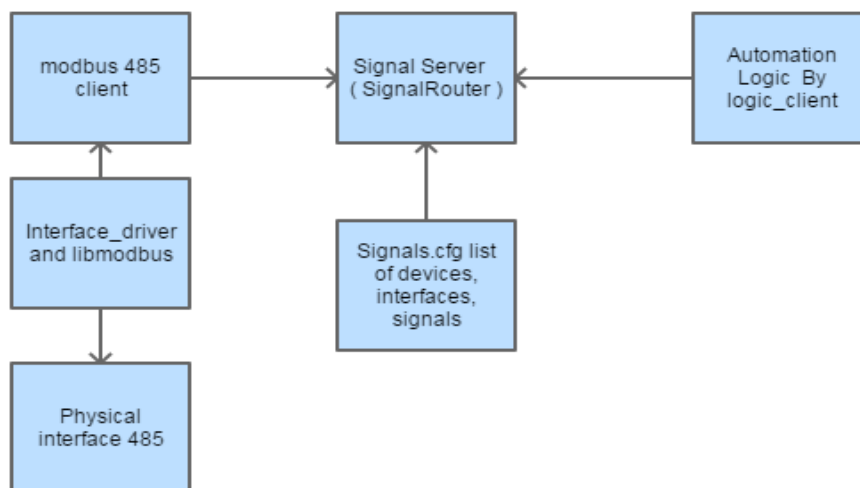 modbus 485
client
Signal Server
( SignalRouter )
Automation
Logic By
logic_client
Interface_driver
and libmodbus
Signals.cfg list
of devices,
interfaces,
signals
Physical
interface 485